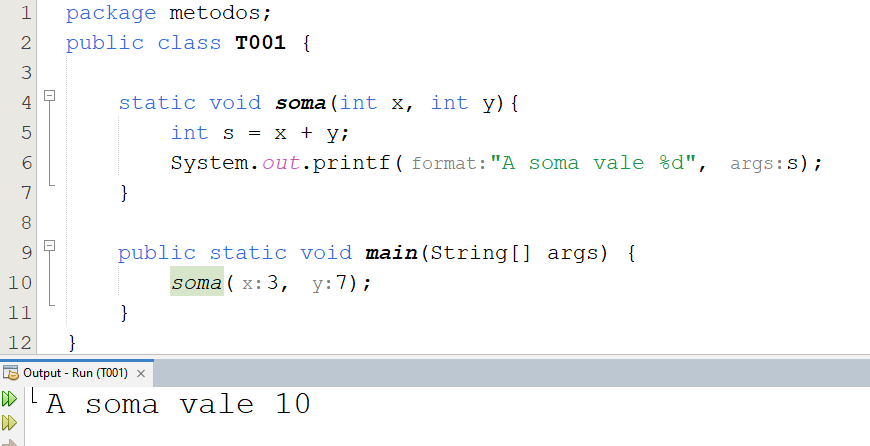 1 package metodos;
2 public class T001 {
3
4 static void soma(int x, int y){
5 int s = x + y;
6 System.out.printf( format:"A soma vale %d", args:s);
7 }
8
9 public static void main(String[] args) {
10 soma( x:3, y:7);
11 }
12 }
Output - Run (T001) ×
A soma vale 10